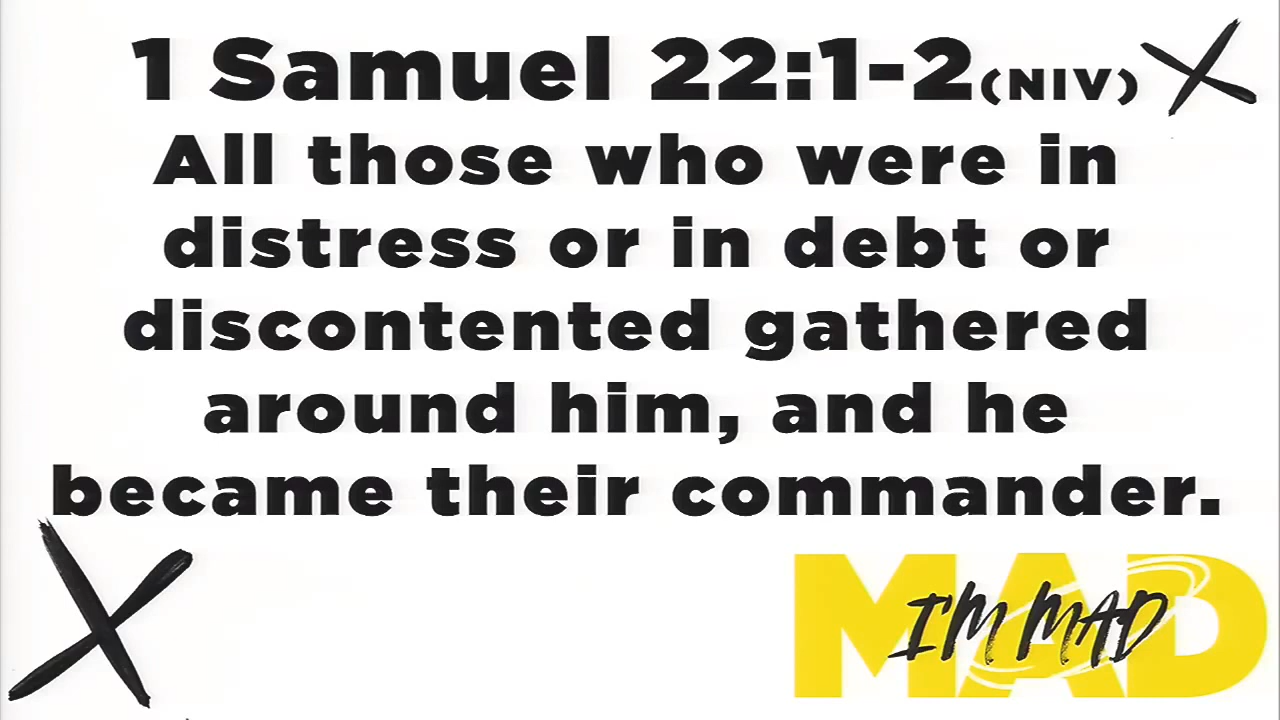 1 Samuel 22:1-2(NIV)
All those who were in
distress or in debt or
discontented gathered
around him, and he
became their commander.
MAD
I'M MAD